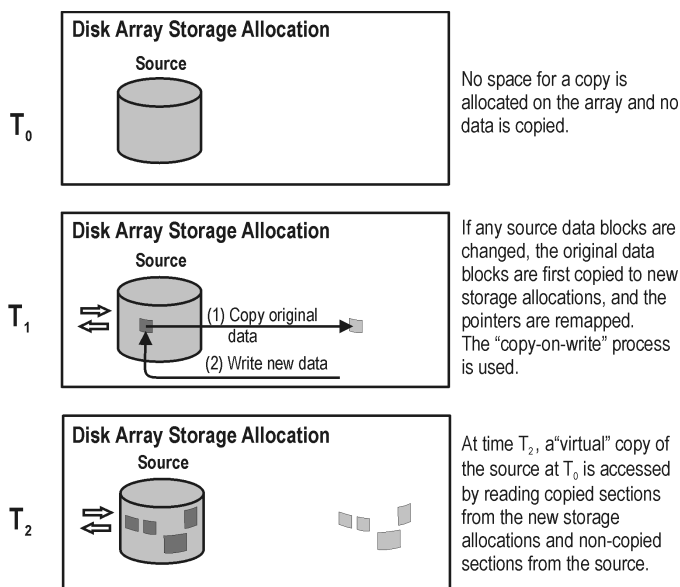 Disk Array Storage Allocation
Source
T0
No space for a copy is
allocated on the array and no
data is copied.
Disk Array Storage Allocation
Source
T1
(1) Copy original
data
(2) Write new data
If any source data blocks are
changed, the original data
blocks are first copied to new
storage allocations, and the
pointers are remapped.
The “copy-on-write” process
is used.
Disk Array Storage Allocation
Source
T2
At time T2, a“virtual” copy of
the source at T0 is accessed
by reading copied sections
from the new storage
allocations and non-copied
sections from the source.